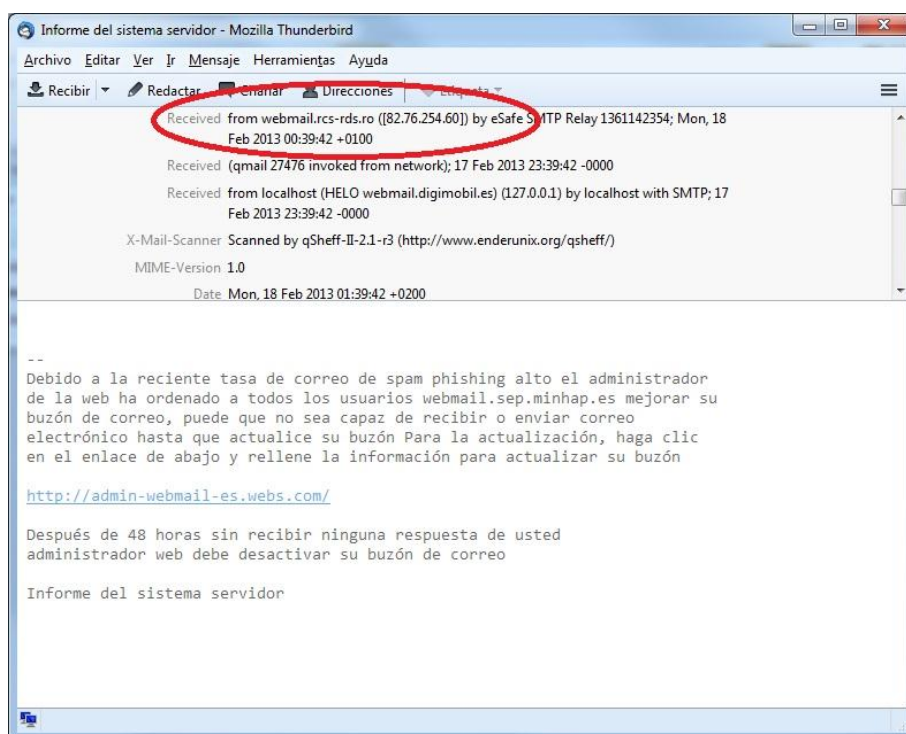 Informe del sistema servidor - Mozilla Thunderbird
Archivo Editar Ver Ir Mensaje Herramientas Ayuda
Recibir Redactar Chatear Direcciones Etiqueta
Received from webmail.rcs-rds.ro ([82.76.254.60]) by eSafe SMTP Relay 1361142354; Mon, 18
Feb 2013 00:39:42 +0100
Received (qmail 27476 invoked from network); 17 Feb 2013 23:39:42 -0000
Received from localhost (HELO webmail.digimobil.es) (127.0.0.1) by localhost with SMTP; 17
Feb 2013 23:39:42 -0000
X-Mail-Scanner Scanned by qSheff-II-2.1-r3 (http://www.enderunix.org/qsheff/)
MIME-Version 1.0
Date Mon, 18 Feb 2013 01:39:42 +0200
--
Debido a la reciente tasa de correo de spam phishing alto el administrador
de la web ha ordenado a todos los usuarios webmail.sep.minhap.es mejorar su
buzón de correo, puede que no sea capaz de recibir o enviar correo
electrónico hasta que actualice su buzón Para la actualización, haga clic
en el enlace de abajo y rellene la información para actualizar su buzón
http://admin-webmail-es.webs.com/
Después de 48 horas sin recibir ninguna respuesta de usted
administrador web debe desactivar su buzón de correo
Informe del sistema servidor